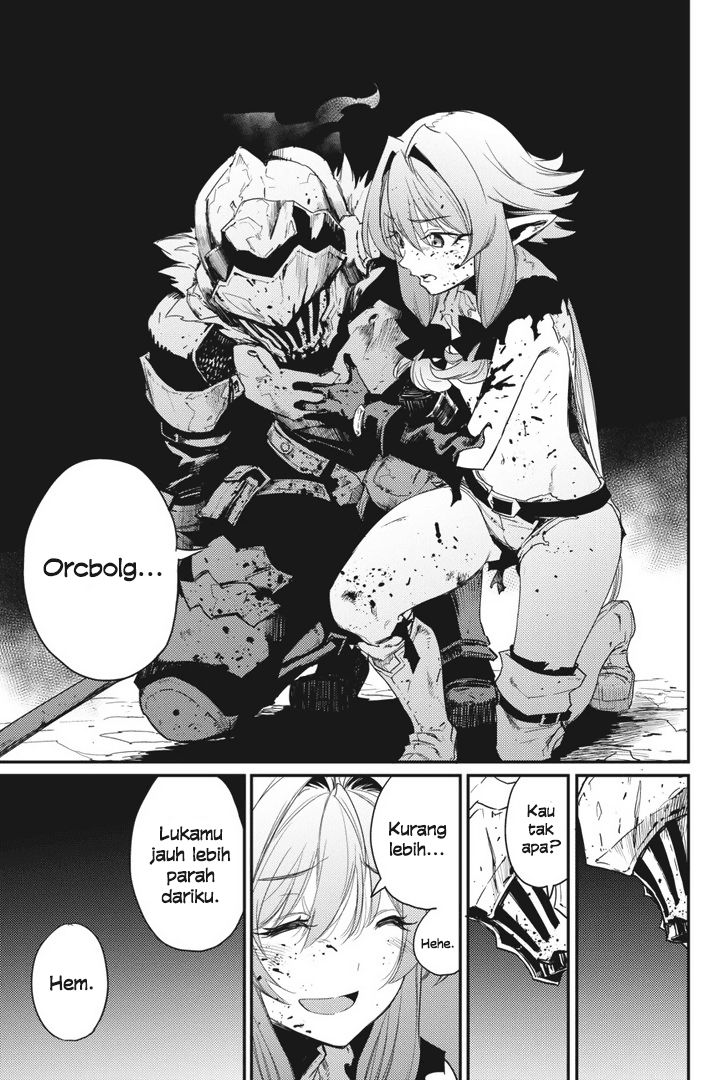 Orcbolg...
Kau
tak
apa?
Kurang
lebih...
Hehe.
Lukamu
jauh lebih
parah
dariku.
Hem.